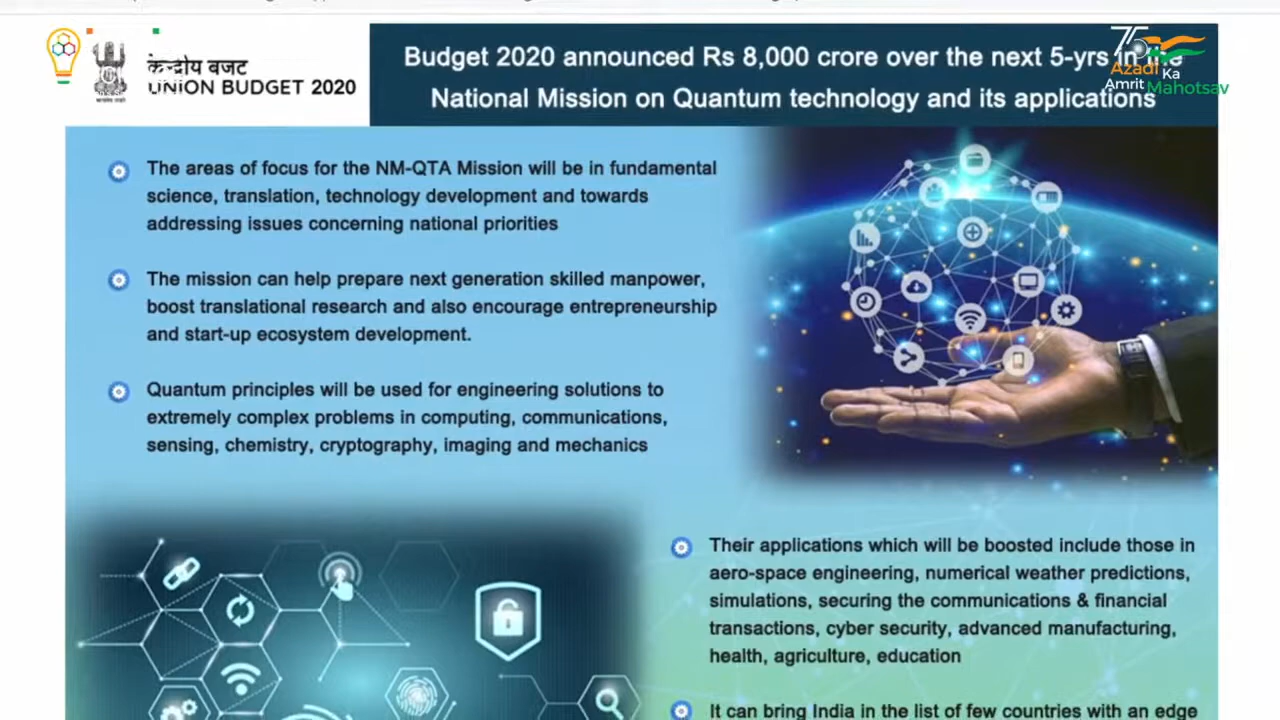 केन्द्रीय बजट
UNION BUDGET 2020
Budget 2020 announced Rs 8,000 crore over the next 5-yrs in the
National Mission on Quantum technology and its applications
75
Azadi Ka
Amrit Mahotsav
The areas of focus for the NM-QTA Mission will be in fundamental
science, translation, technology development and towards
addressing issues concerning national priorities
The mission can help prepare next generation skilled manpower,
boost translational research and also encourage entrepreneurship
and start-up ecosystem development.
Quantum principles will be used for engineering solutions to
extremely complex problems in computing, communications,
sensing, chemistry, cryptography, imaging and mechanics
Their applications which will be boosted include those in
aero-space engineering, numerical weather predictions,
simulations, securing the communications & financial
transactions, cyber security, advanced manufacturing,
health, agriculture, education
It can bring India in the list of few countries with an edge